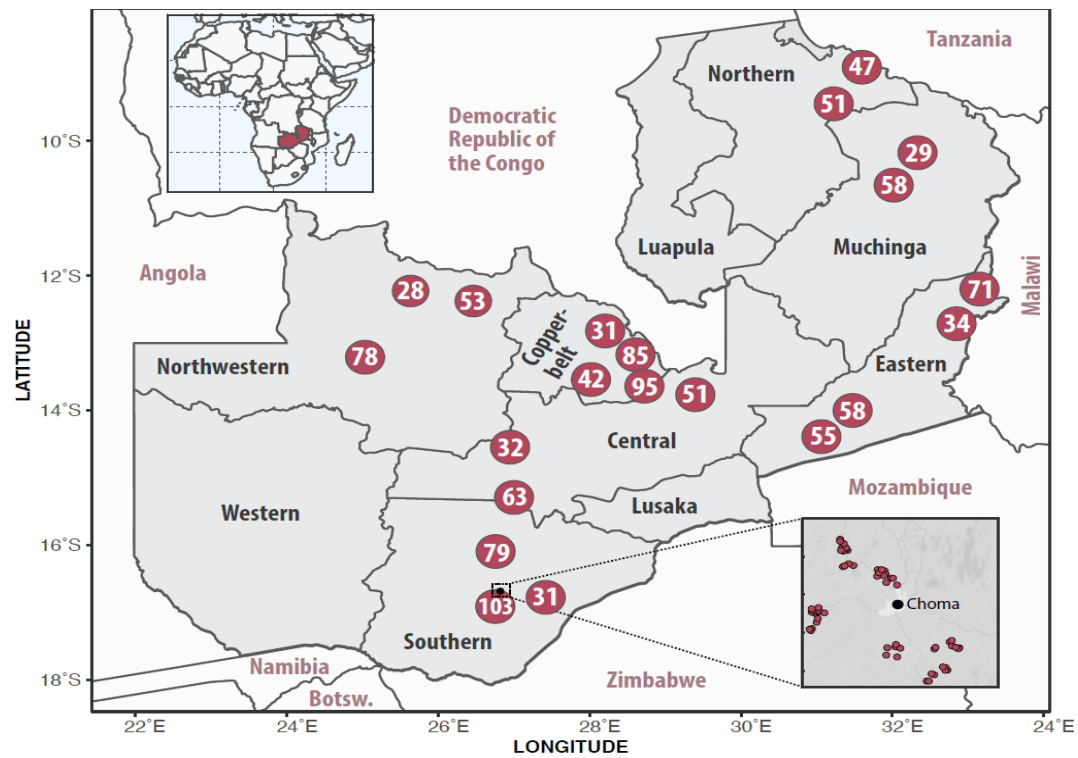 Tanzania
Northern
47
51
Democratic
Republic of
the Congo
10°S
29
58
Luapula
Muchinga
Angola
12°S
Malawi
28
53
71
31
34
Copper-
belt
85
78
Northwestern
Eastern
42
95
51
14°S
58
Central
55
32
63
Mozambique
Lusaka
Western
16°S
79
103
31
Choma
Southern
Namibia
Zimbabwe
18°S
Botsw.
22°E
24°E
26°E
28°E
30°E
32°E
24°E
LATITUDE
LONGITUDE